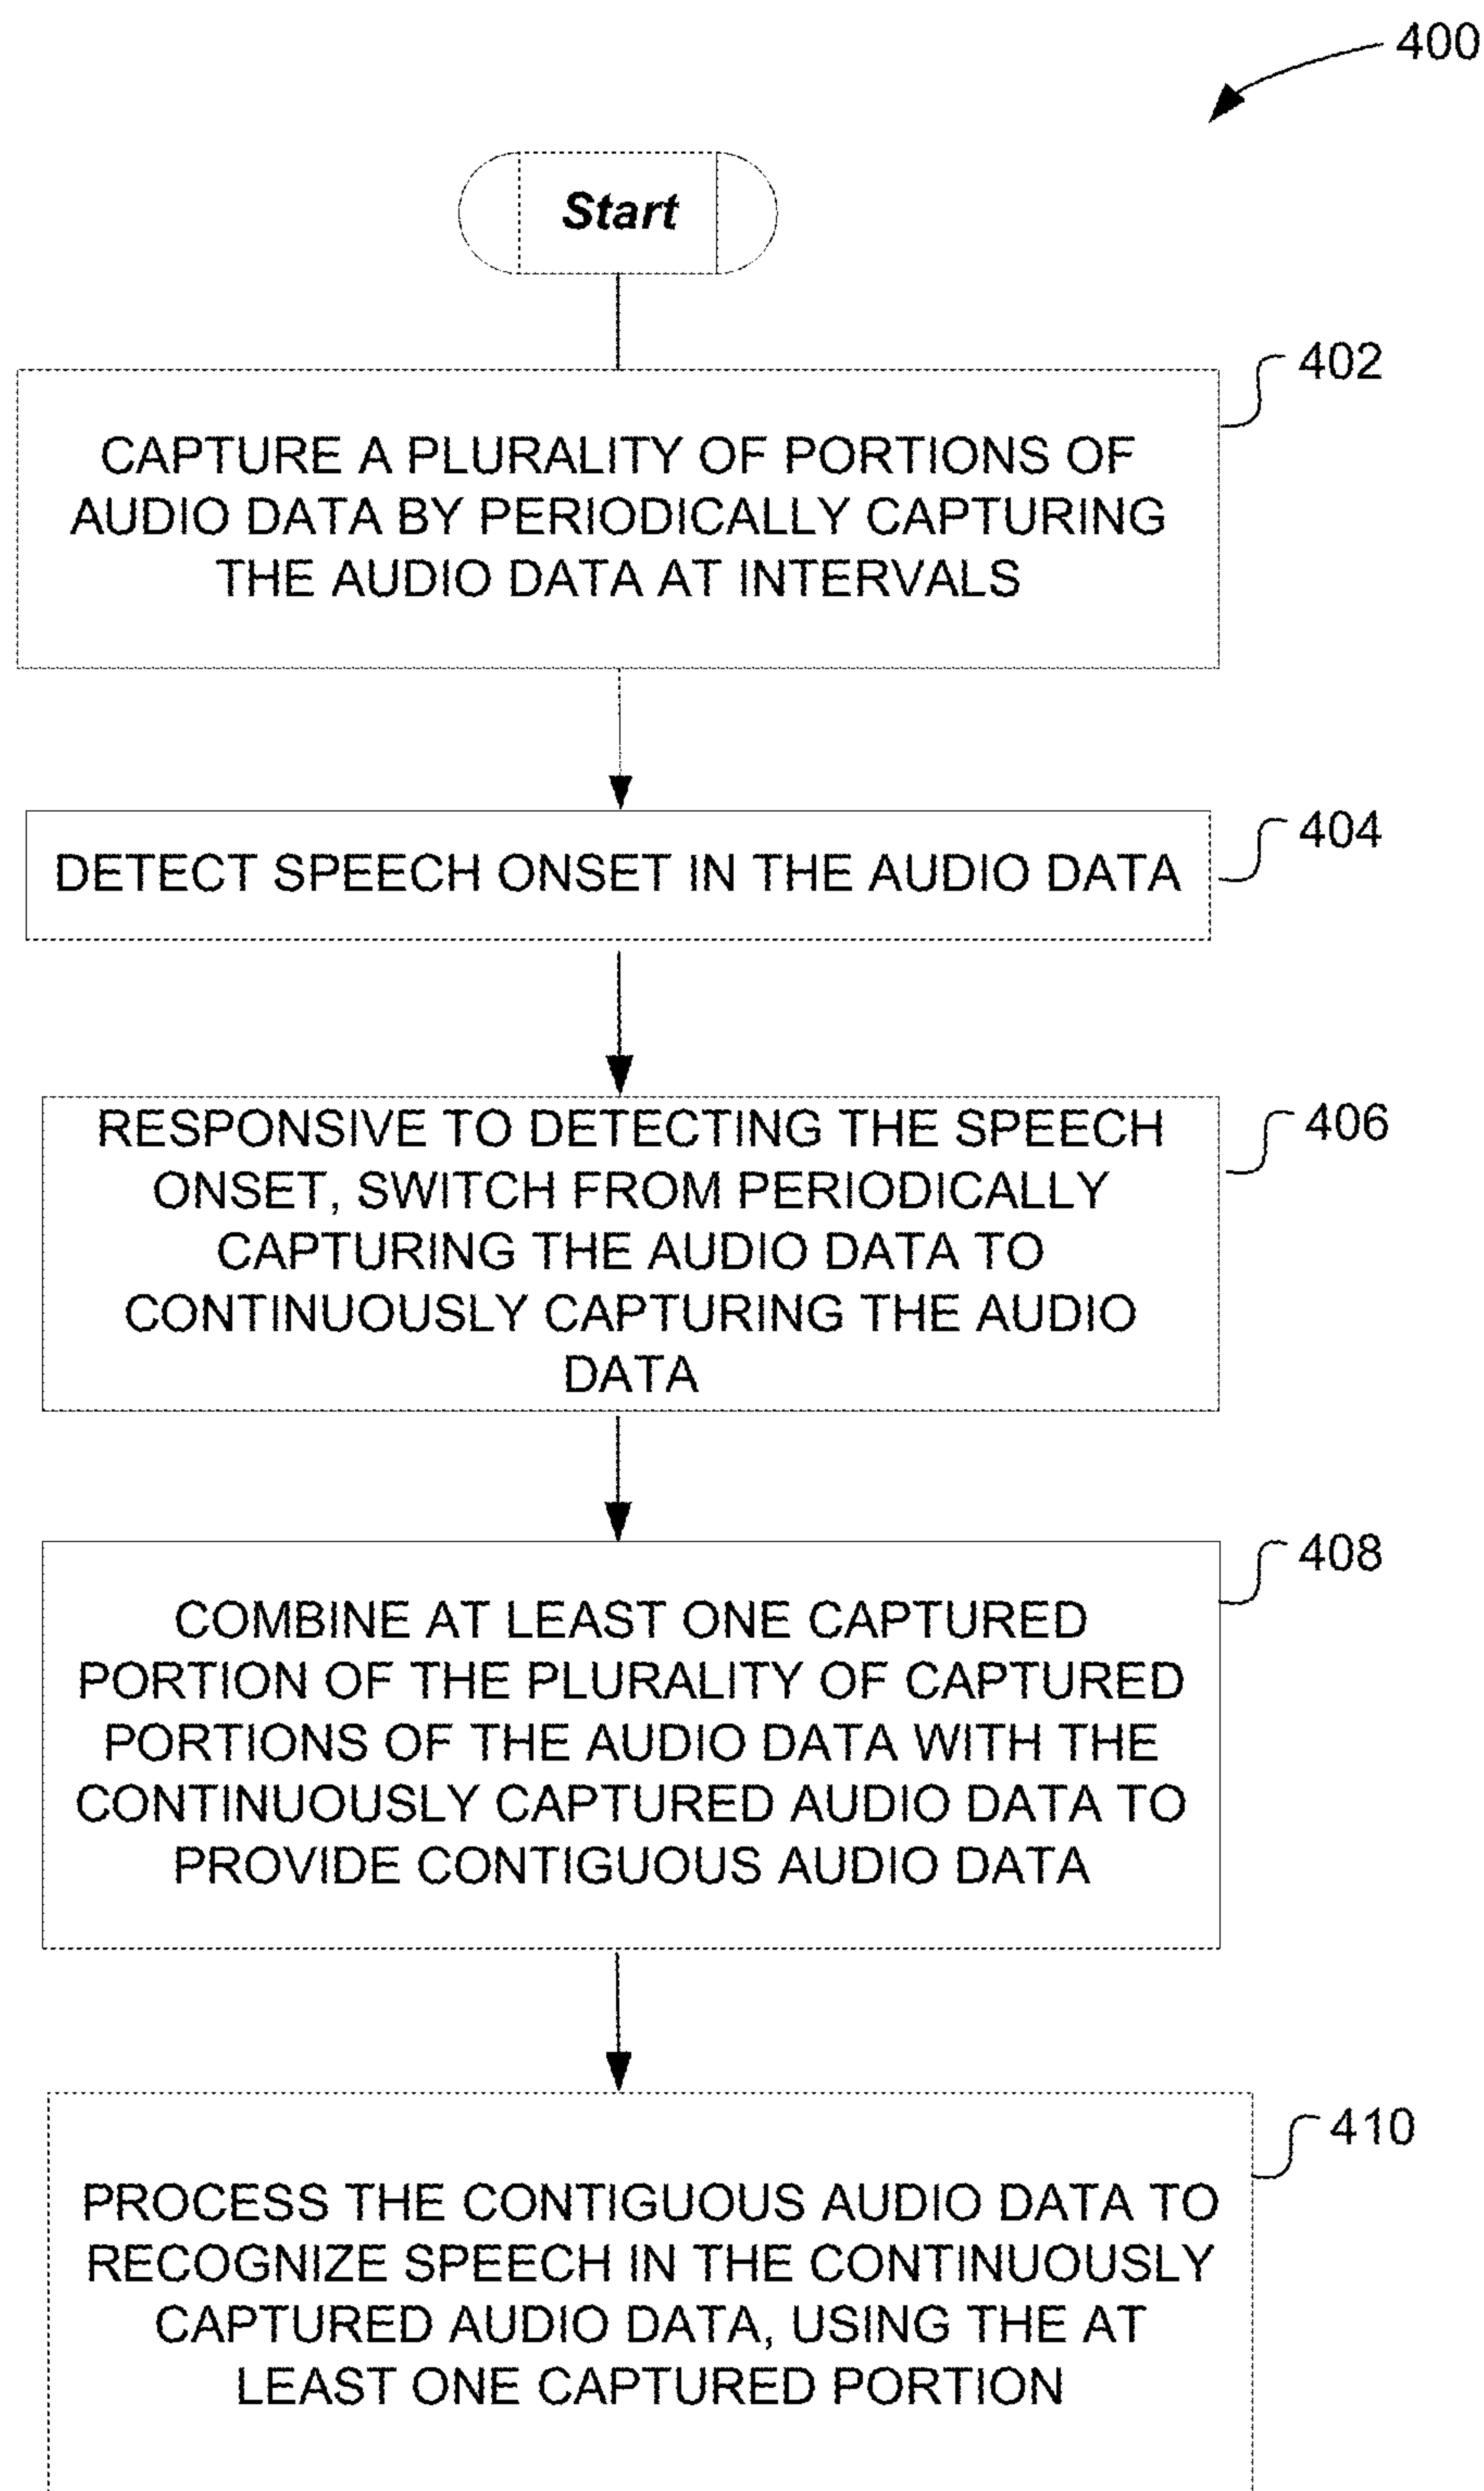 400
Start
402
CAPTURE A PLURALITY OF PORTIONS OF
AUDIO DATA BY PERIODICALLY CAPTURING
THE AUDIO DATA AT INTERVALS
404
DETECT SPEECH ONSET IN THE AUDIO DATA
406
RESPONSIVE TO DETECTING THE SPEECH
ONSET, SWITCH FROM PERIODICALLY
CAPTURING THE AUDIO DATA TO
CONTINUOUSLY CAPTURING THE AUDIO
DATA
408
COMBINE AT LEAST ONE CAPTURED
PORTION OF THE PLURALITY OF CAPTURED
PORTIONS OF THE AUDIO DATA WITH THE
CONTINUOUSLY CAPTURED AUDIO DATA TO
PROVIDE CONTIGUOUS AUDIO DATA
410
PROCESS THE CONTIGUOUS AUDIO DATA TO
RECOGNIZE SPEECH IN THE CONTINUOUSLY
CAPTURED AUDIO DATA, USING THE AT
LEAST ONE CAPTURED PORTION